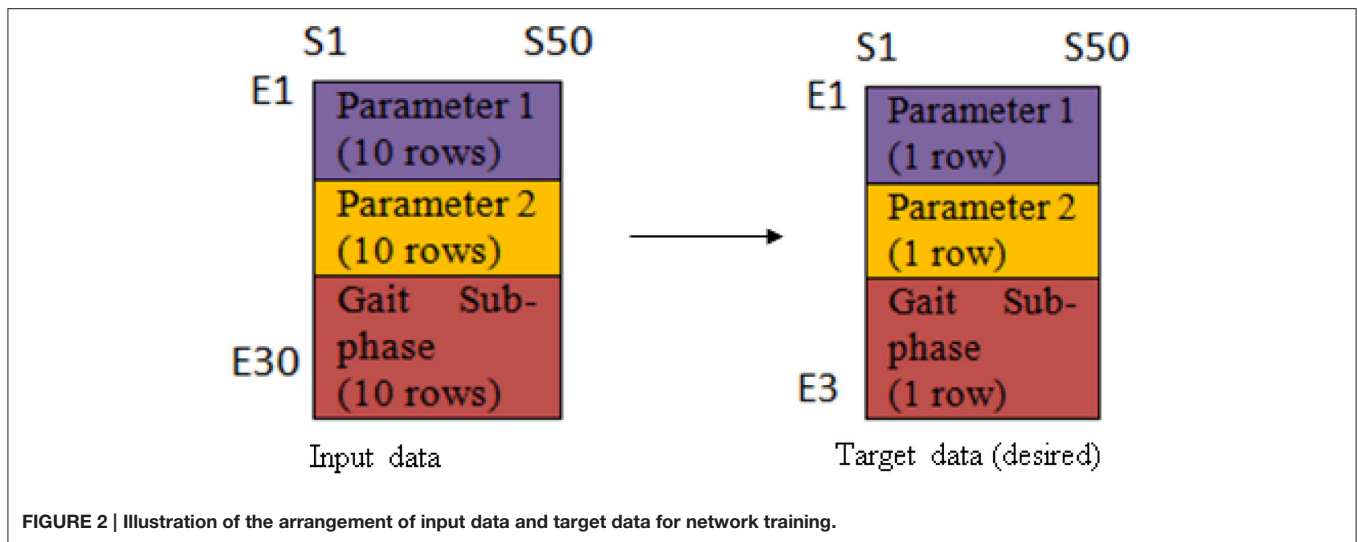 S1 S50
E1
Parameter 1
(10 rows)
Parameter 2
(10 rows)
Gait Sub-
phase
(10 rows)
E30
Input data
S1 S50
E1
Parameter 1
(1 row)
Parameter 2
(1 row)
Gait Sub-
phase
(1 row)
E3
Target data (desired)
FIGURE 2 | Illustration of the arrangement of input data and target data for network training.